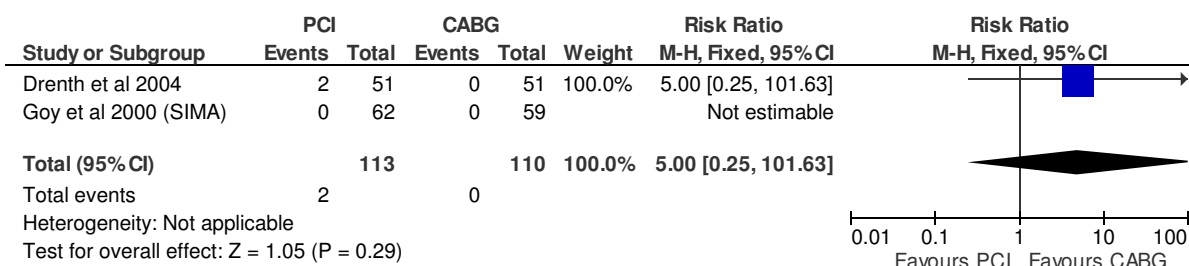 PCI CABG Risk Ratio Risk Ratio
Study or Subgroup Events Total Events Total Weight M-H, Fixed, 95% CI M-H, Fixed, 95% CI
Drenth et al 2004 2 51 0 51 100.0% 5.00 [0.25, 101.63]
Goy et al 2000 (SIMA) 0 62 0 59 Not estimable
Total (95% CI) 113 110 100.0% 5.00 [0.25, 101.63]
Total events 2 0
Heterogeneity: Not applicable
Test for overall effect: Z = 1.05 (P = 0.29)
0.01 0.1 1 10 100
Favours PCI Favours CABG